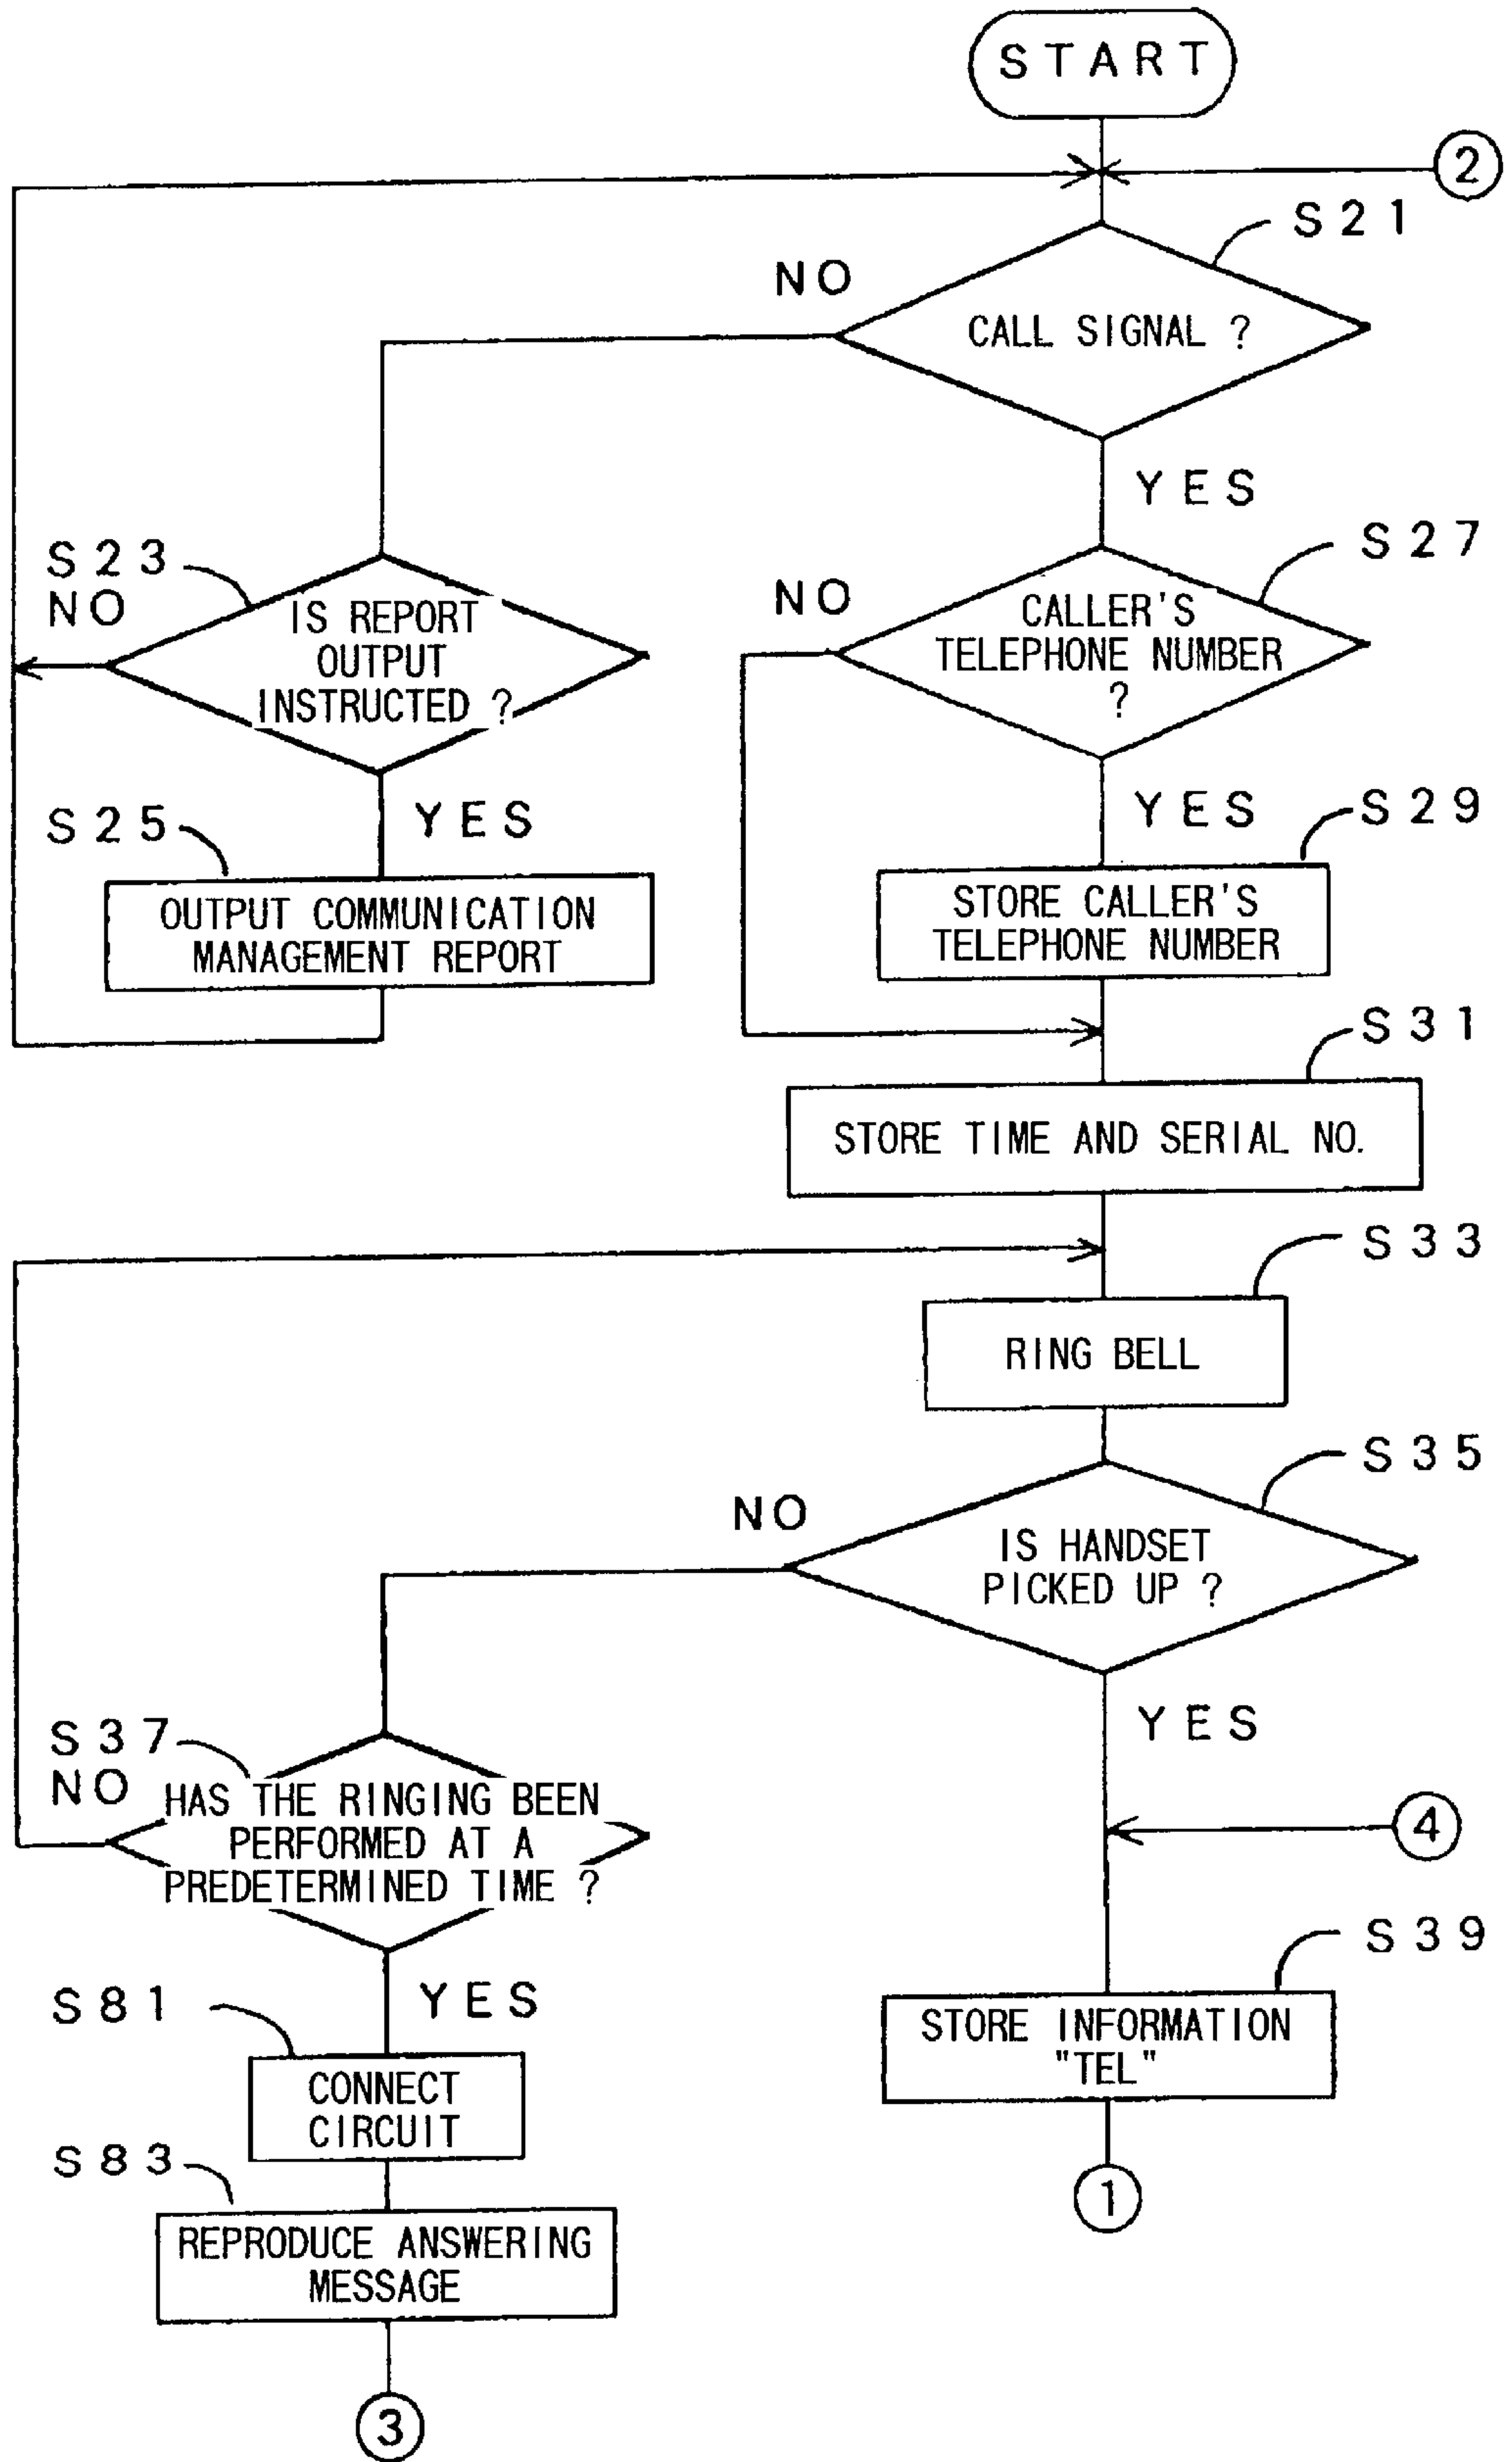 START
2
S21
NO
CALL SIGNAL ?
YES
S23
NO
IS REPORT
OUTPUT
INSTRUCTED ?
YES
S25
OUTPUT COMMUNICATION
MANAGEMENT REPORT
S27
NO
CALLER'S
TELEPHONE NUMBER
?
YES
S29
STORE CALLER'S
TELEPHONE NUMBER
S31
STORE TIME AND SERIAL NO.
S33
RING BELL
S35
NO
IS HANDSET
PICKED UP ?
YES
4
S39
STORE INFORMATION
"TEL"
1
S37
NO
HAS THE RINGING BEEN
PERFORMED AT A
PREDETERMINED TIME ?
YES
S81
CONNECT
CIRCUIT
S83
REPRODUCE ANSWERING
MESSAGE
3